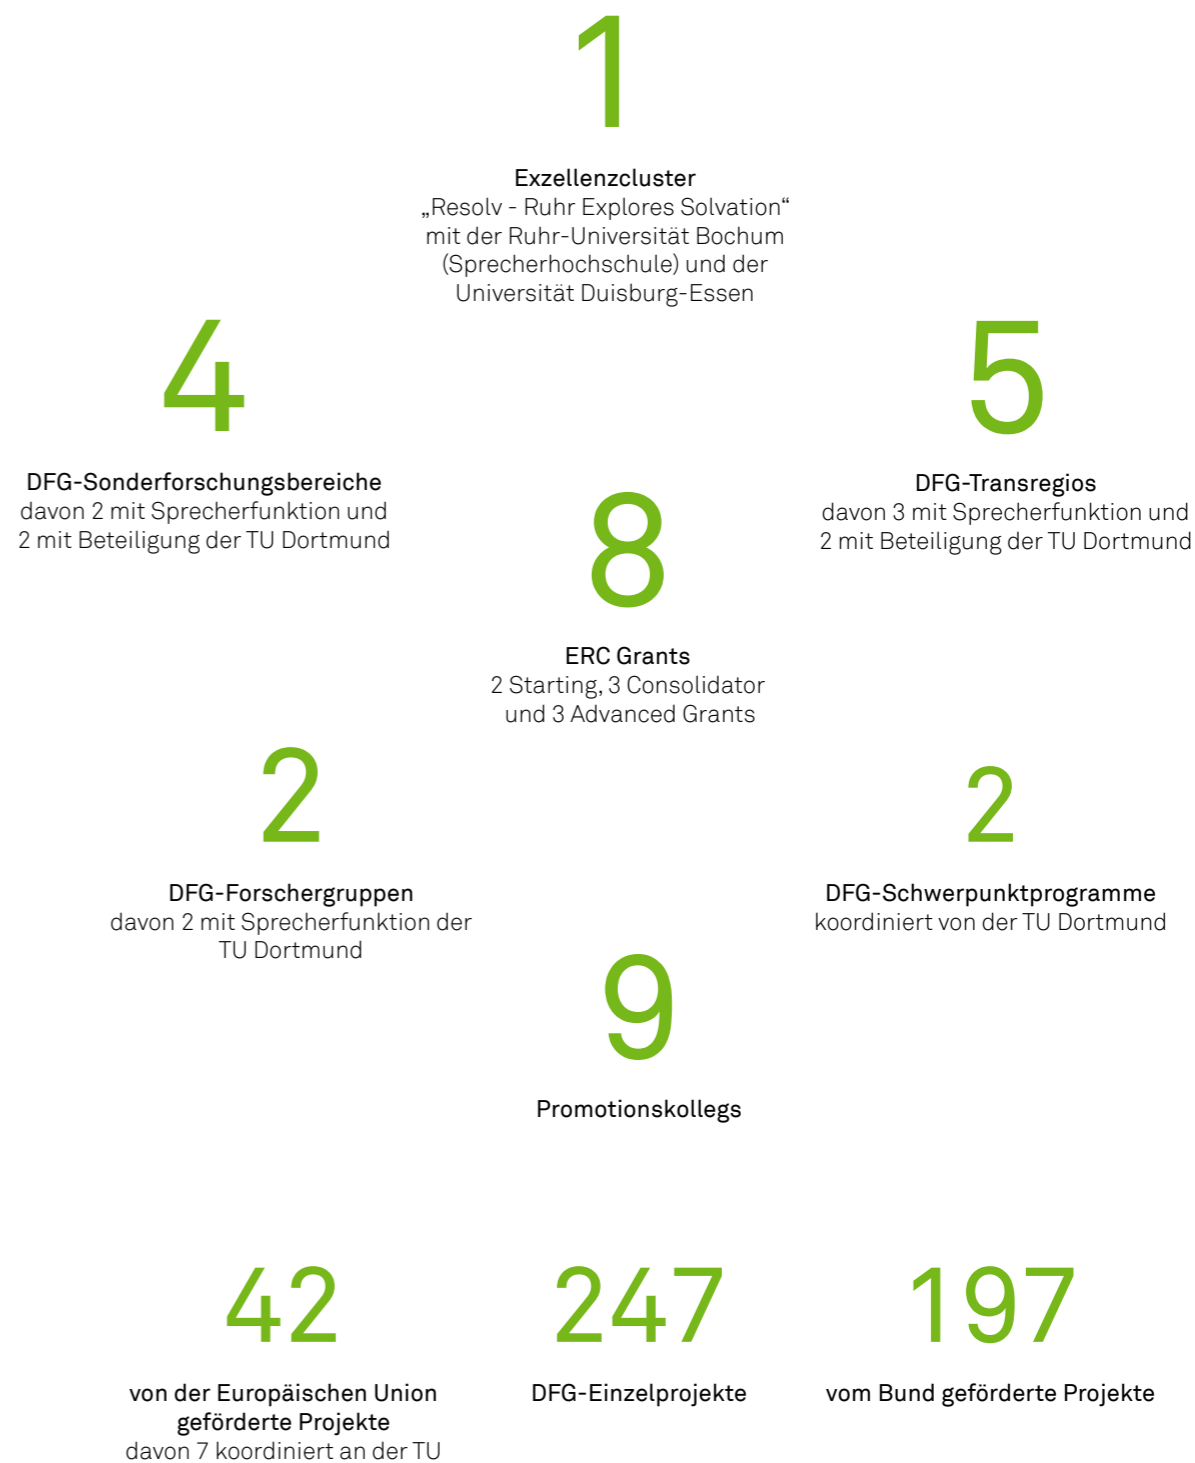 1
Exzellenzcluster
„Resolv - Ruhr Explores Solvation“
mit der Ruhr-Universität Bochum
(Sprecherhochschule) und der
Universität Duisburg-Essen
4
DFG-Sonderforschungsbereiche
davon 2 mit Sprecherfunktion und
2 mit Beteiligung der TU Dortmund
5
DFG-Transregios
davon 3 mit Sprecherfunktion und
2 mit Beteiligung der TU Dortmund
8
ERC Grants
2 Starting, 3 Consolidator
und 3 Advanced Grants
2
DFG-Forschergruppen
davon 2 mit Sprecherfunktion der
TU Dortmund
2
DFG-Schwerpunktprogramme
koordiniert von der TU Dortmund
9
Promotionskollegs
42
von der Europäischen Union
geförderte Projekte
davon 7 koordiniert an der TU
247
DFG-Einzelprojekte
197
vom Bund geförderte Projekte